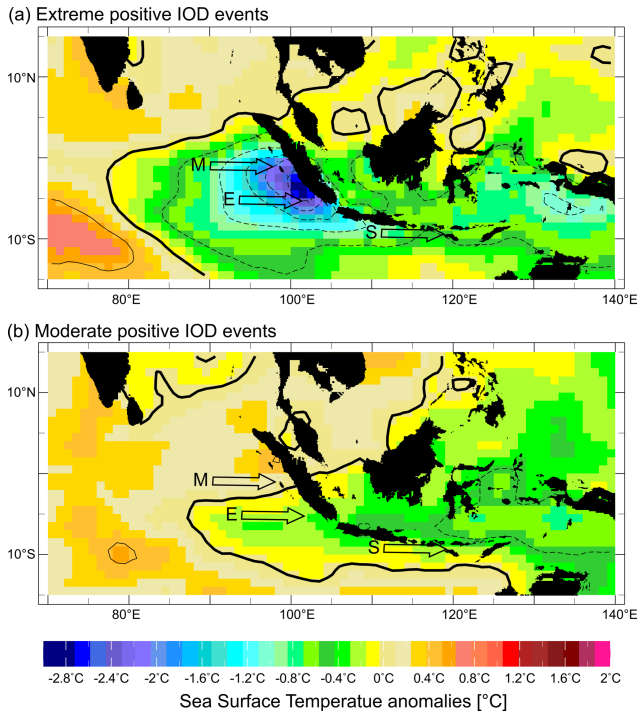 (a) Extreme positive IOD events
10°N
M
E
S
10°S
80°E 100°E 120°E 140°E
(b) Moderate positive IOD events
10°N
M
E
S
10°S
80°E 100°E 120°E 140°E
-2.8°C -2.4°C -2°C -1.6°C -1.2°C -0.8°C -0.4°C 0°C 0.4°C 0.8°C 1.2°C 1.6°C 2°C
Sea Surface Temperatue anomalies [°C]